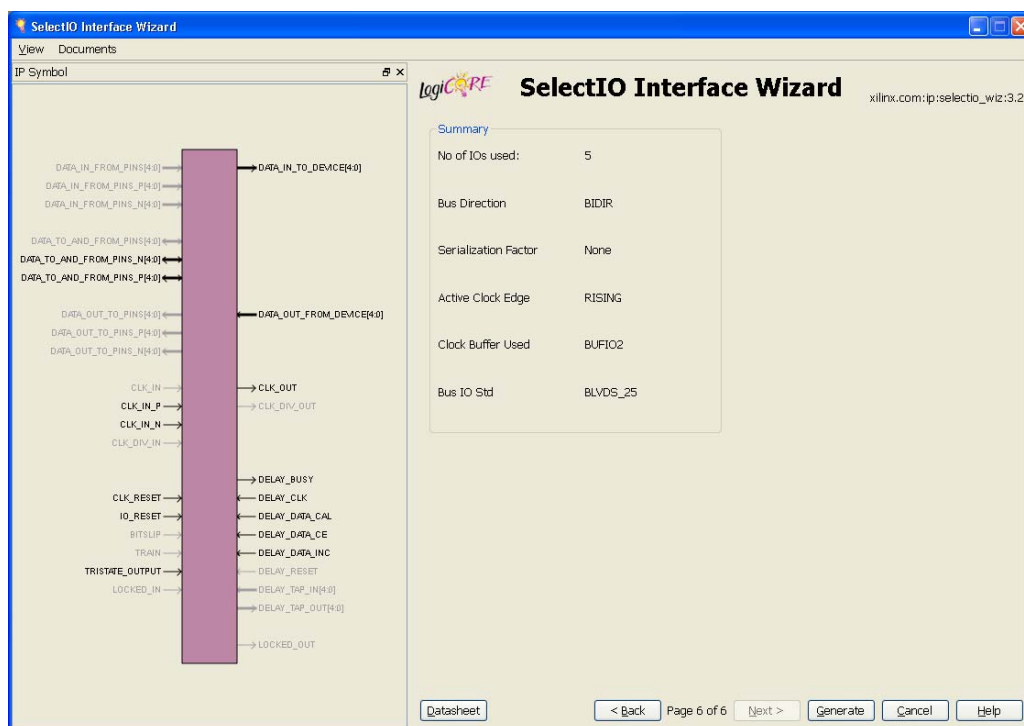 SelectIO Interface Wizard
View Documents
IP Symbol
DATA_IN_FROM_PINS[4:0]
DATA_IN_FROM_PINS_P[4:0]
DATA_IN_FROM_PINS_N[4:0]
DATA_TO_AND_FROM_PINS[4:0]
DATA_TO_AND_FROM_PINS_N[4:0]
DATA_TO_AND_FROM_PINS_P[4:0]
DATA_OUT_TO_PINS[4:0]
DATA_OUT_TO_PINS_P[4:0]
DATA_OUT_TO_PINS_N[4:0]
CLK_IN
CLK_IN_P
CLK_IN_N
CLK_DIV_IN
CLK_RESET
IO_RESET
BITSLIP
TRAIN
TRISTATE_OUTPUT
LOCKED_IN
DATA_IN_TO_DEVICE[4:0]
DATA_OUT_FROM_DEVICE[4:0]
CLK_OUT
CLK_DIV_OUT
DELAY_BUSY
DELAY_CLK
DELAY_DATA_CAL
DELAY_DATA_CE
DELAY_DATA_INC
DELAY_RESET
DELAY_TAP_IN[4:0]
DELAY_TAP_OUT[4:0]
LOCKED_OUT
LogiCORE SelectIO Interface Wizard xilinx.com:ip:selectio_wiz:3.2
Summary
No of IOs used: 5
Bus Direction BIDIR
Serialization Factor None
Active Clock Edge RISING
Clock Buffer Used BUFIO2
Bus IO Std BLVDS_25
Datasheet < Back Page 6 of 6 Next > Generate Cancel Help